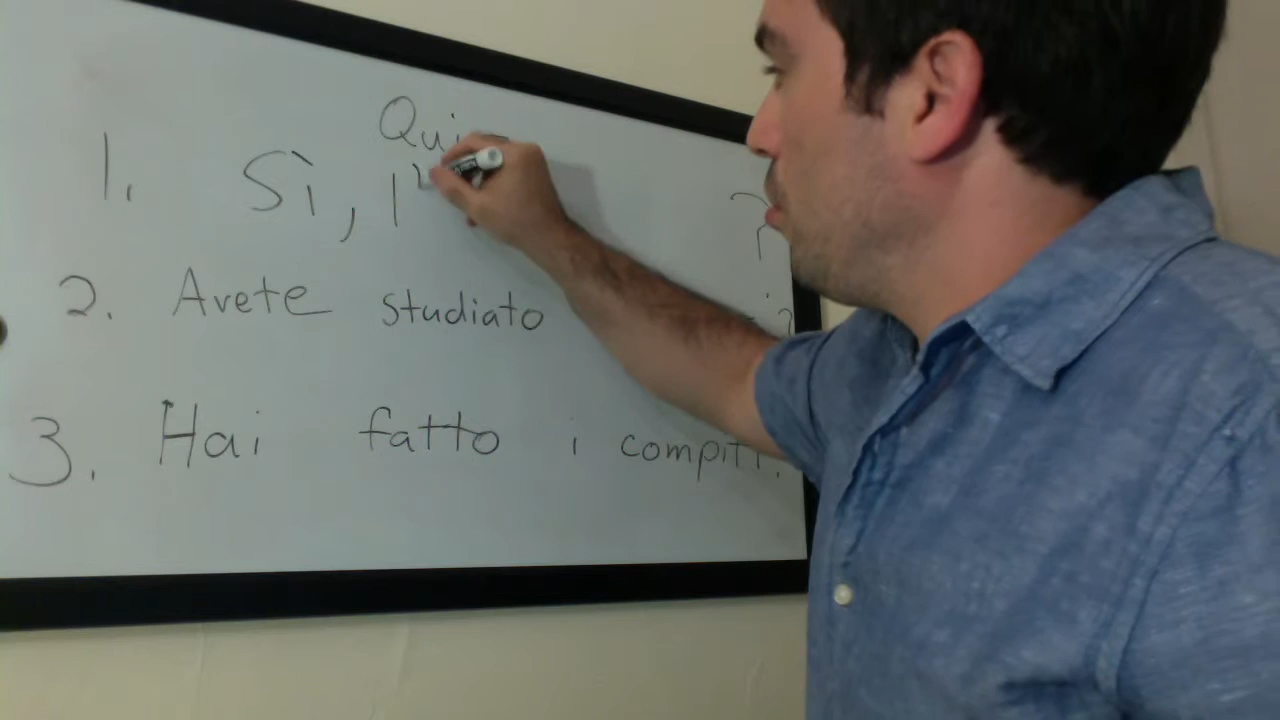 Qui
1. Sì, l'
2. Avete studiato
3. Hai fatto i compiti